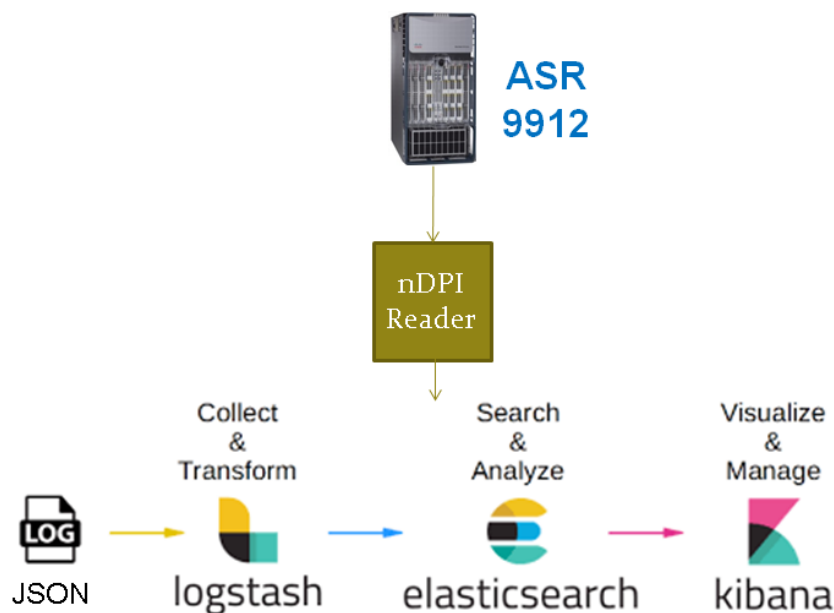 ASR
9912
nDPI
Reader
Collect
&
Transform
Search
&
Analyze
Visualize
&
Manage
LOG
JSON
logstash
elasticsearch
kibana